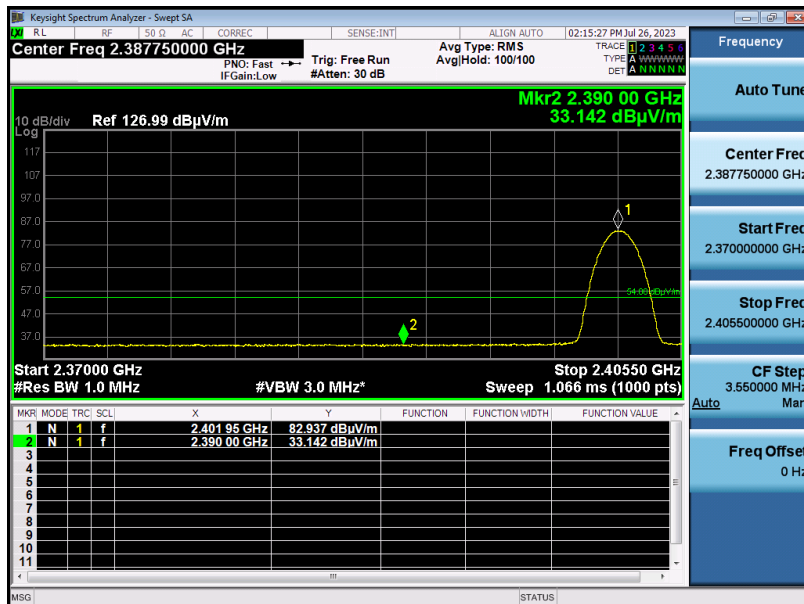 Keysight Spectrum Analyzer - Swept SA
LXI RL RF 50 Ω AC CORREC SENSE:INT ALIGN AUTO 02:15:27 PM Jul 26, 2023
Center Freq 2.387750000 GHz
PNO: Fast
IFGain:Low
Trig: Free Run
#Atten: 30 dB
Avg Type: RMS
Avg|Hold: 100/100
TRACE 1 2 3 4 5 6
TYPE A WWWWW
DET A N N N N N
Mkr2 2.390 00 GHz
33.142 dBµV/m
10 dB/div Ref 126.99 dBµV/m
Log
117
107
97.0
87.0
77.0
67.0
57.0
47.0
37.0
1
2
54.00 dBµV/m
Start 2.37000 GHz Stop 2.40550 GHz
#Res BW 1.0 MHz #VBW 3.0 MHz* Sweep 1.066 ms (1000 pts)
MKR MODE TRC SCL X Y FUNCTION FUNCTION WIDTH FUNCTION VALUE
1 N 1 f 2.401 95 GHz 82.937 dBµV/m
2 N 1 f 2.390 00 GHz 33.142 dBµV/m
3
4
5
6
7
8
9
10
11
MSG STATUS
Frequency
Auto Tune
Center Freq
2.387750000 GHz
Start Freq
2.370000000 GHz
Stop Freq
2.405500000 GHz
CF Step
3.550000 MHz
Auto Man
Freq Offset
0 Hz